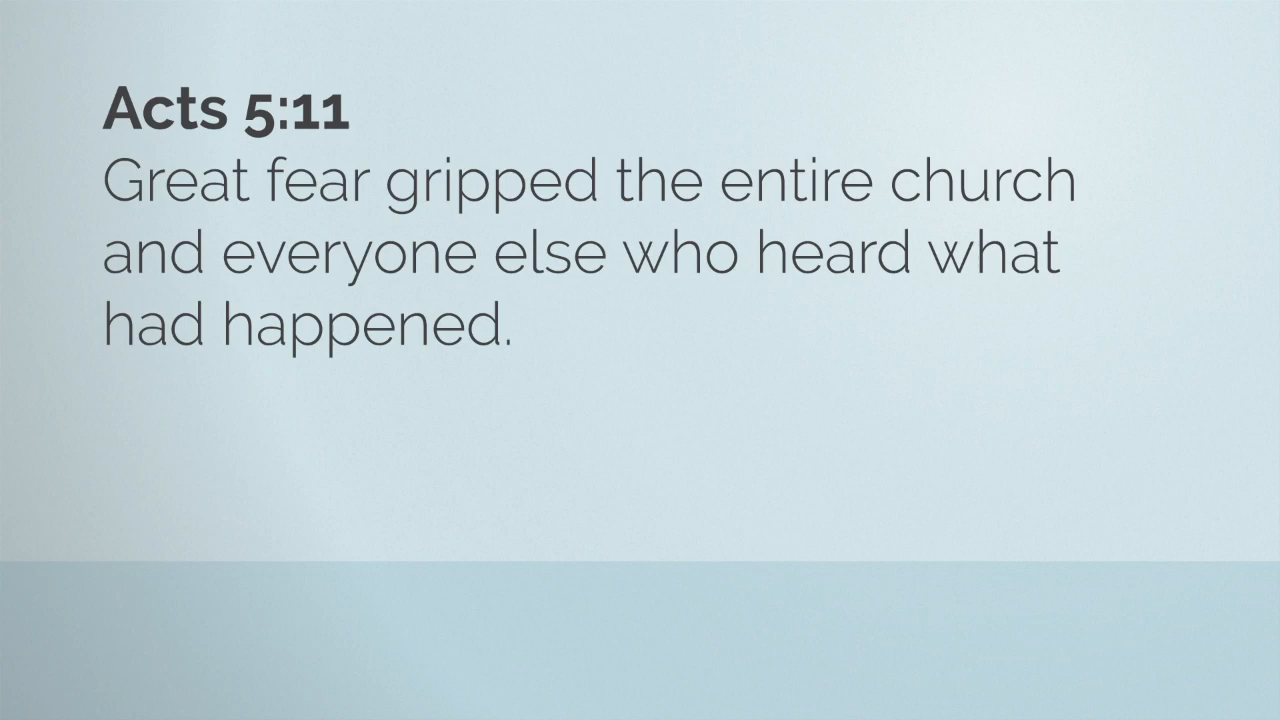 Acts 5:11
Great fear gripped the entire church
and everyone else who heard what
had happened.